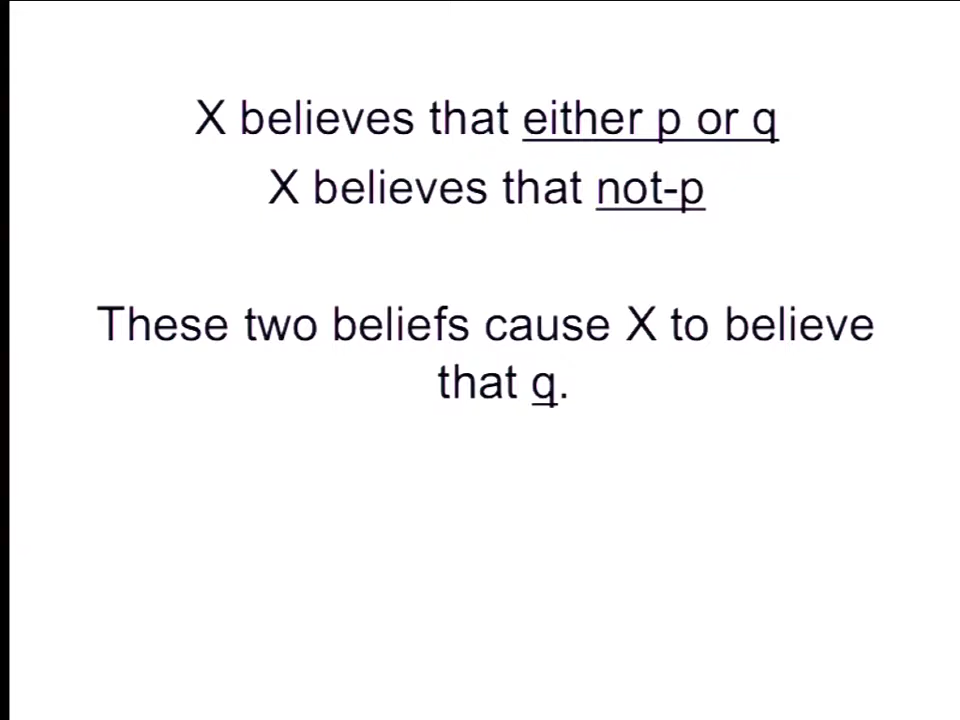 X believes that either p or q
X believes that not-p
These two beliefs cause X to believe
that q.